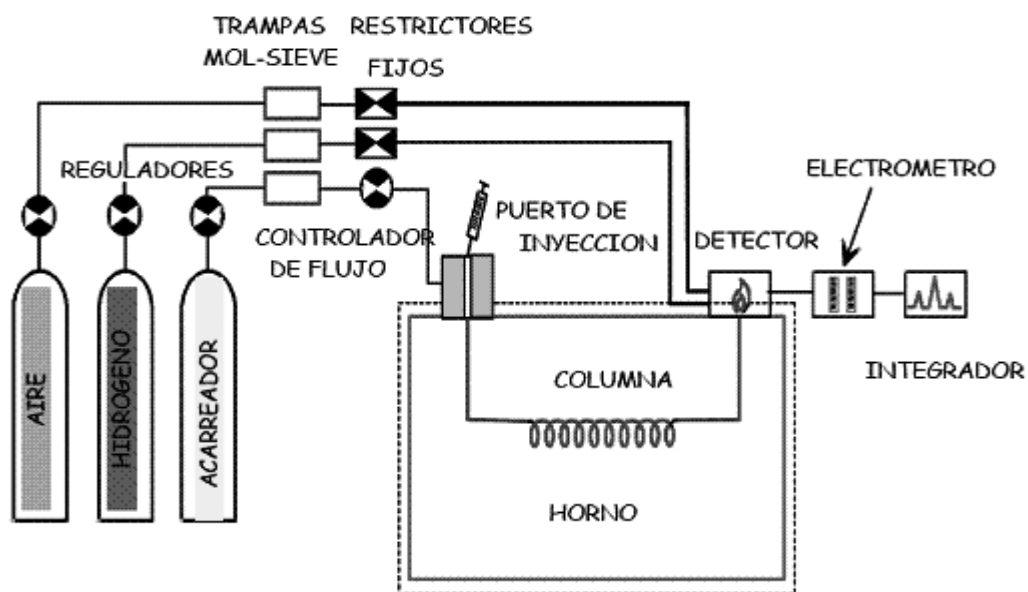 TRAMPAS RESTRICTORES
MOL-SIEVE
FIJOS
REGULADORES
ELECTROMETRO
PUERTO DE
INYECCION
CONTROLADOR
DE FLUJO
DETECTOR
AIRE
HIDROGENO
ACARREADOR
COLUMNA
INTEGRADOR
HORNO